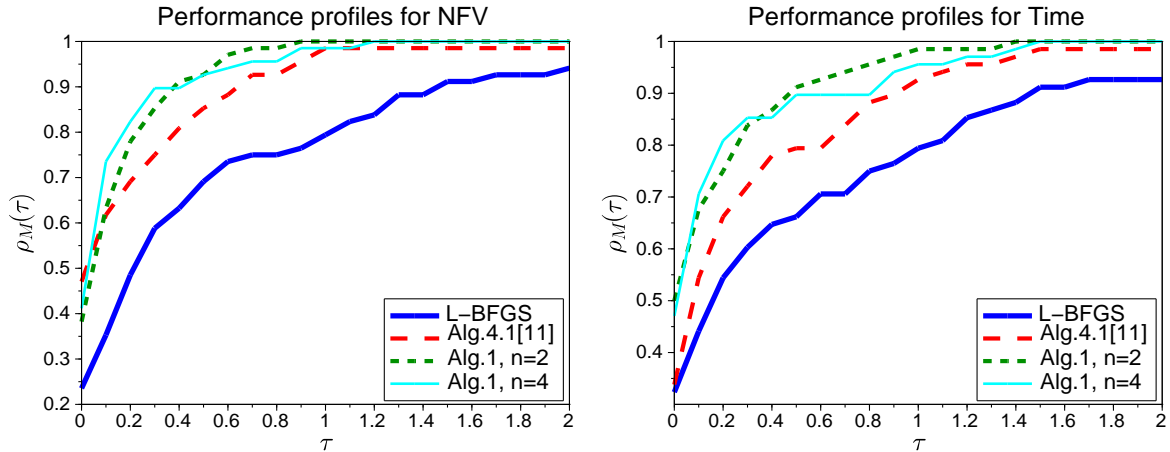 Performance profiles for NFV
1
0.9
0.8
0.7
0.6
0.5
0.4
0.3
0.2
ρM(τ)
0 0.2 0.4 0.6 0.8 1 1.2 1.4 1.6 1.8 2
τ
L−BFGS
Alg.4.1[11]
Alg.1, n=2
Alg.1, n=4
Performance profiles for Time
1
0.9
0.8
0.7
0.6
0.5
0.4
ρM(τ)
0 0.2 0.4 0.6 0.8 1 1.2 1.4 1.6 1.8 2
τ
L−BFGS
Alg.4.1[11]
Alg.1, n=2
Alg.1, n=4